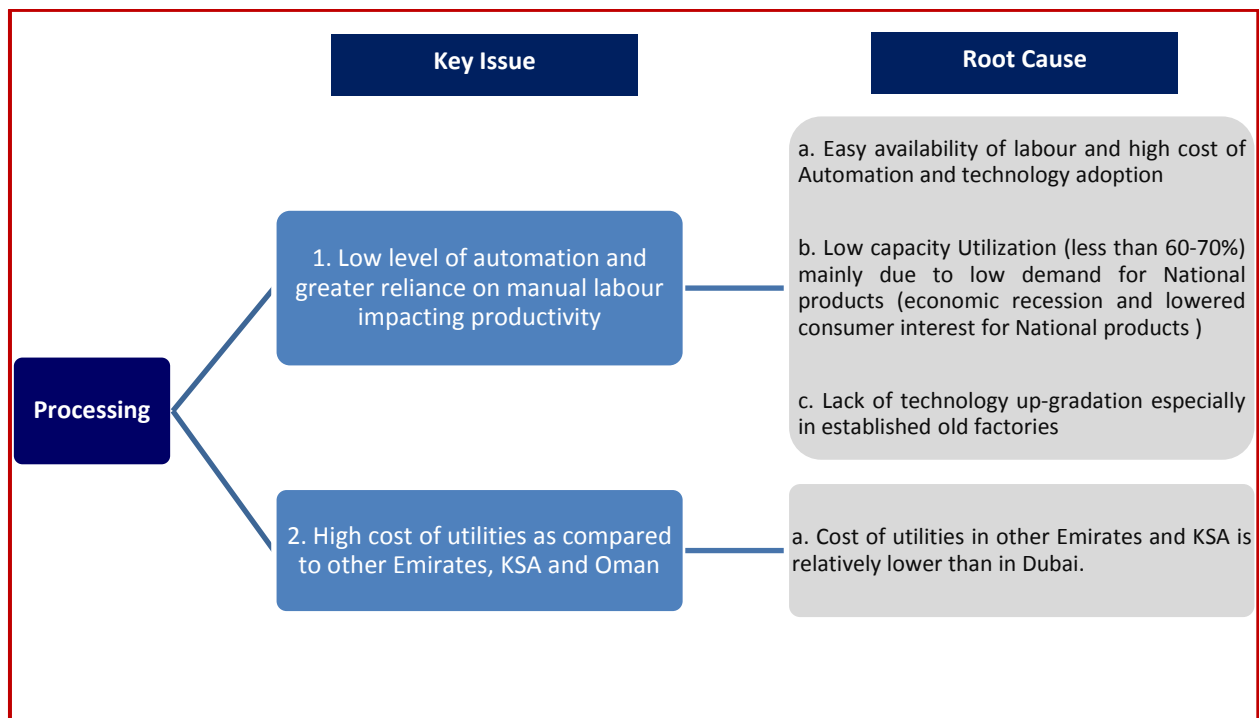 Key Issue
Root Cause
Processing
1. Low level of automation and
greater reliance on manual labour
impacting productivity
a. Easy availability of labour and high cost of
Automation and technology adoption
b. Low capacity Utilization (less than 60-70%)
mainly due to low demand for National
products (economic recession and lowered
consumer interest for National products )
c. Lack of technology up-gradation especially
in established old factories
2. High cost of utilities as compared
to other Emirates, KSA and Oman
a. Cost of utilities in other Emirates and KSA is
relatively lower than in Dubai.